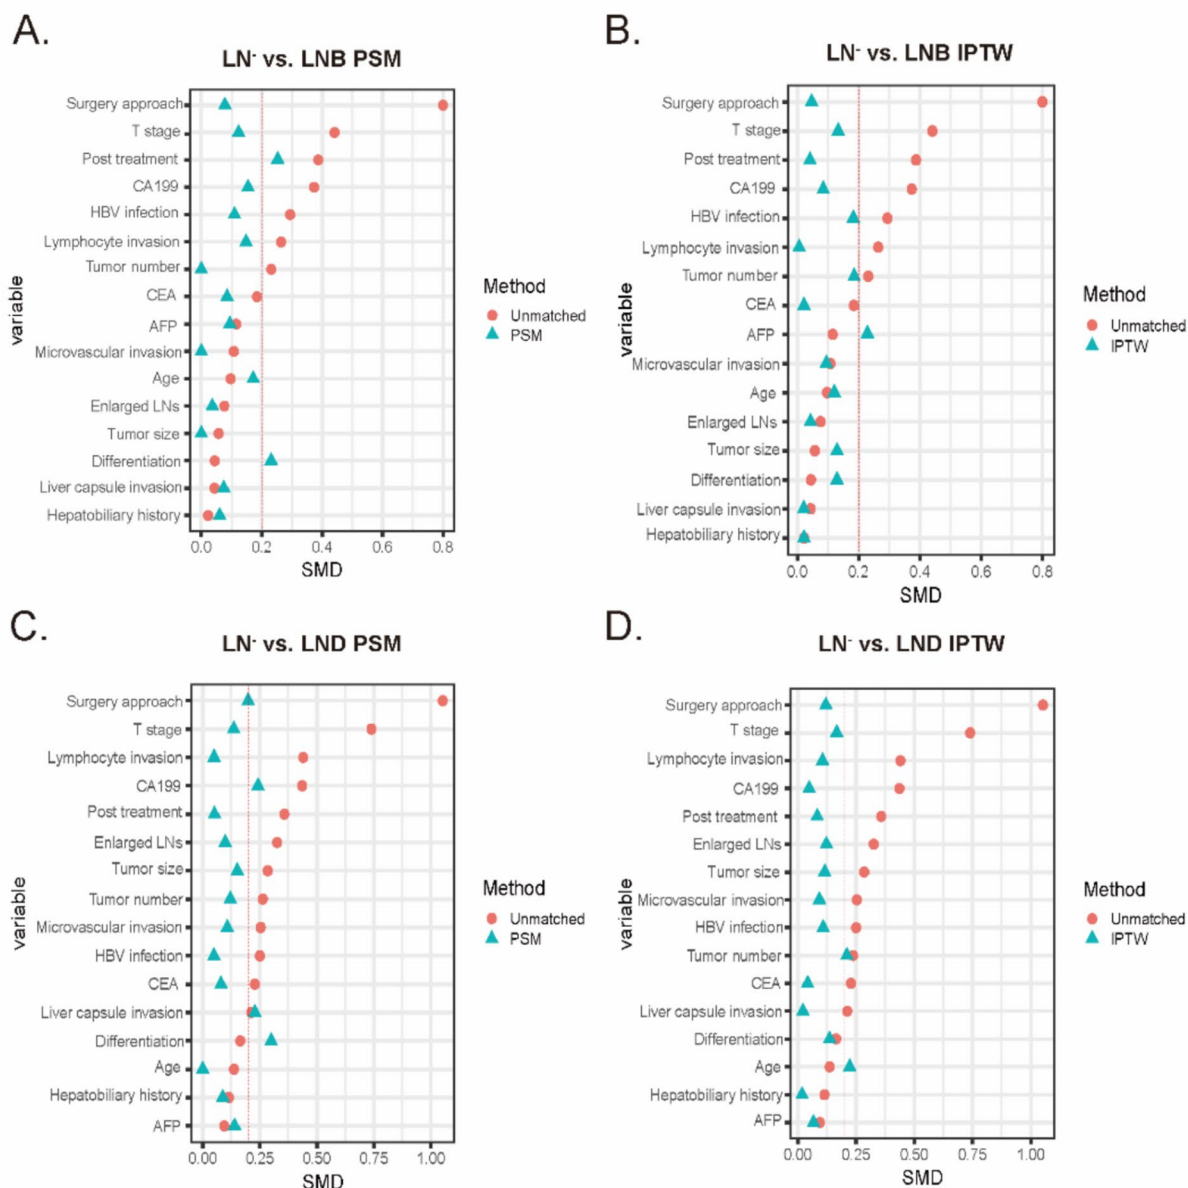 A.
LN- vs. LNB PSM
variable
Surgery approach
T stage
Post treatment
CA199
HBV infection
Lymphocyte invasion
Tumor number
CEA
AFP
Microvascular invasion
Age
Enlarged LNs
Tumor size
Differentiation
Liver capsule invasion
Hepatobiliary history
0.0 0.2 0.4 0.6 0.8
SMD
Method
Unmatched
PSM
B.
LN- vs. LNB IPTW
variable
Surgery approach
T stage
Post treatment
CA199
HBV infection
Lymphocyte invasion
Tumor number
CEA
AFP
Microvascular invasion
Age
Enlarged LNs
Tumor size
Differentiation
Liver capsule invasion
Hepatobiliary history
0.0 0.2 0.4 0.6 0.8
SMD
Method
Unmatched
IPTW
C.
LN- vs. LND PSM
variable
Surgery approach
T stage
Lymphocyte invasion
CA199
Post treatment
Enlarged LNs
Tumor size
Tumor number
Microvascular invasion
HBV infection
CEA
Liver capsule invasion
Differentiation
Age
Hepatobiliary history
AFP
0.00 0.25 0.50 0.75 1.00
SMD
Method
Unmatched
PSM
D.
LN- vs. LND IPTW
variable
Surgery approach
T stage
Lymphocyte invasion
CA199
Post treatment
Enlarged LNs
Tumor size
Microvascular invasion
HBV infection
Tumor number
CEA
Liver capsule invasion
Differentiation
Age
Hepatobiliary history
AFP
0.00 0.25 0.50 0.75 1.00
SMD
Method
Unmatched
IPTW